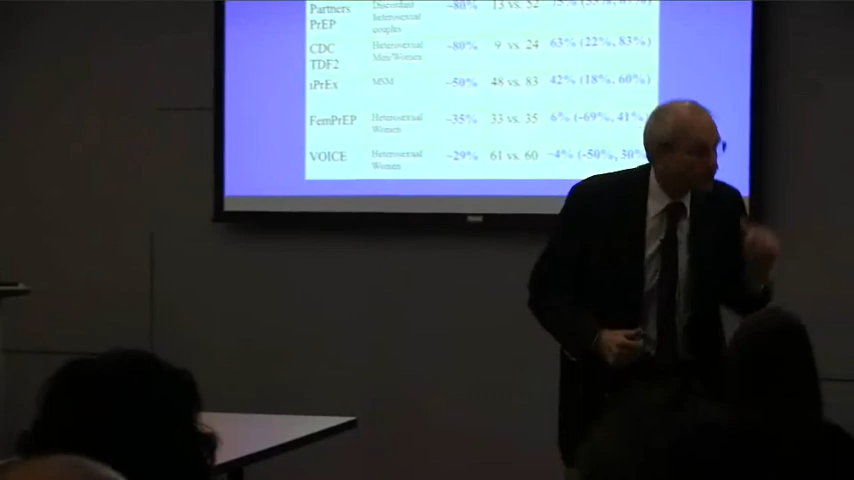 Partners Discordant ~80% 13 vs. 52
PrEP heterosexual
couples
CDC Heterosexual ~80% 9 vs. 24 63% (22%, 83%)
TDF2 Men/Women
iPrEx MSM ~50% 48 vs. 83 42% (18%, 60%)
FemPrEP Heterosexual ~35% 33 vs. 35 6% (-69%, 41%
Women
VOICE Heterosexual ~29% 61 vs. 60 -4% (-50%, 30%
Women